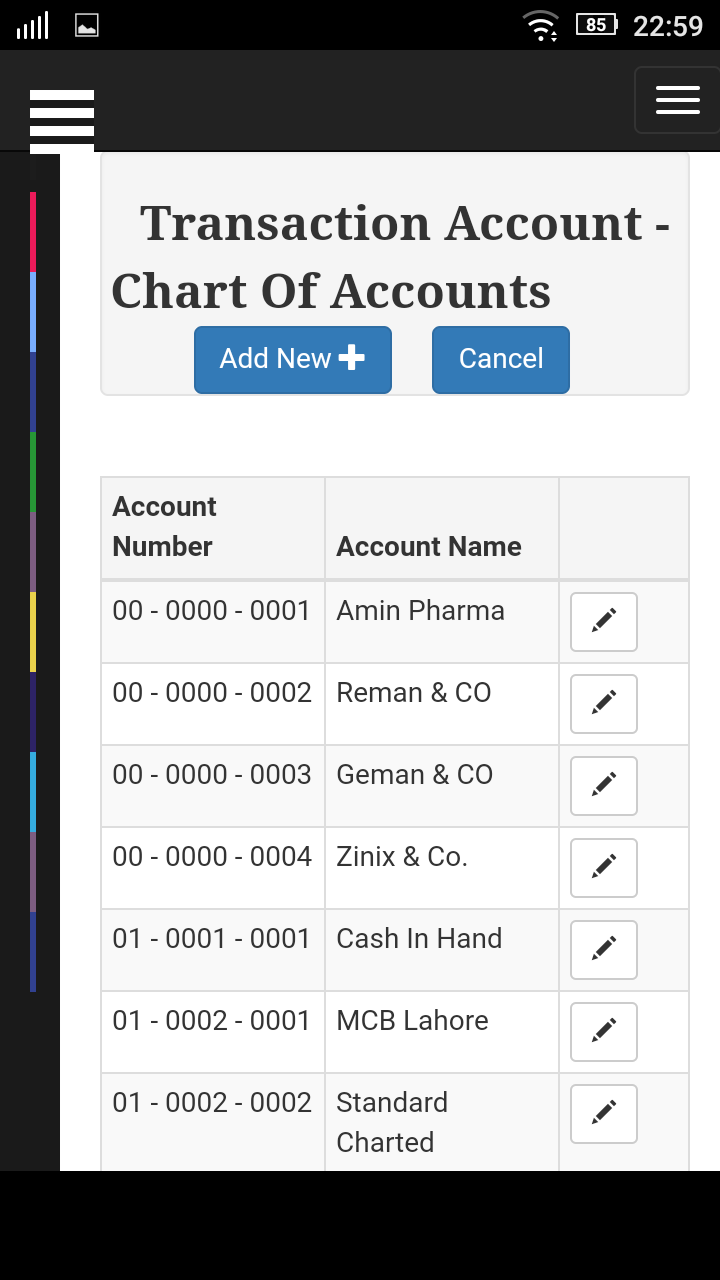 85 22:59
Transaction Account -
Chart Of Accounts
Add New Cancel
Account
Number Account Name
00 - 0000 - 0001 Amin Pharma
00 - 0000 - 0002 Reman & CO
00 - 0000 - 0003 Geman & CO
00 - 0000 - 0004 Zinix & Co.
01 - 0001 - 0001 Cash In Hand
01 - 0002 - 0001 MCB Lahore
01 - 0002 - 0002 Standard
Charted